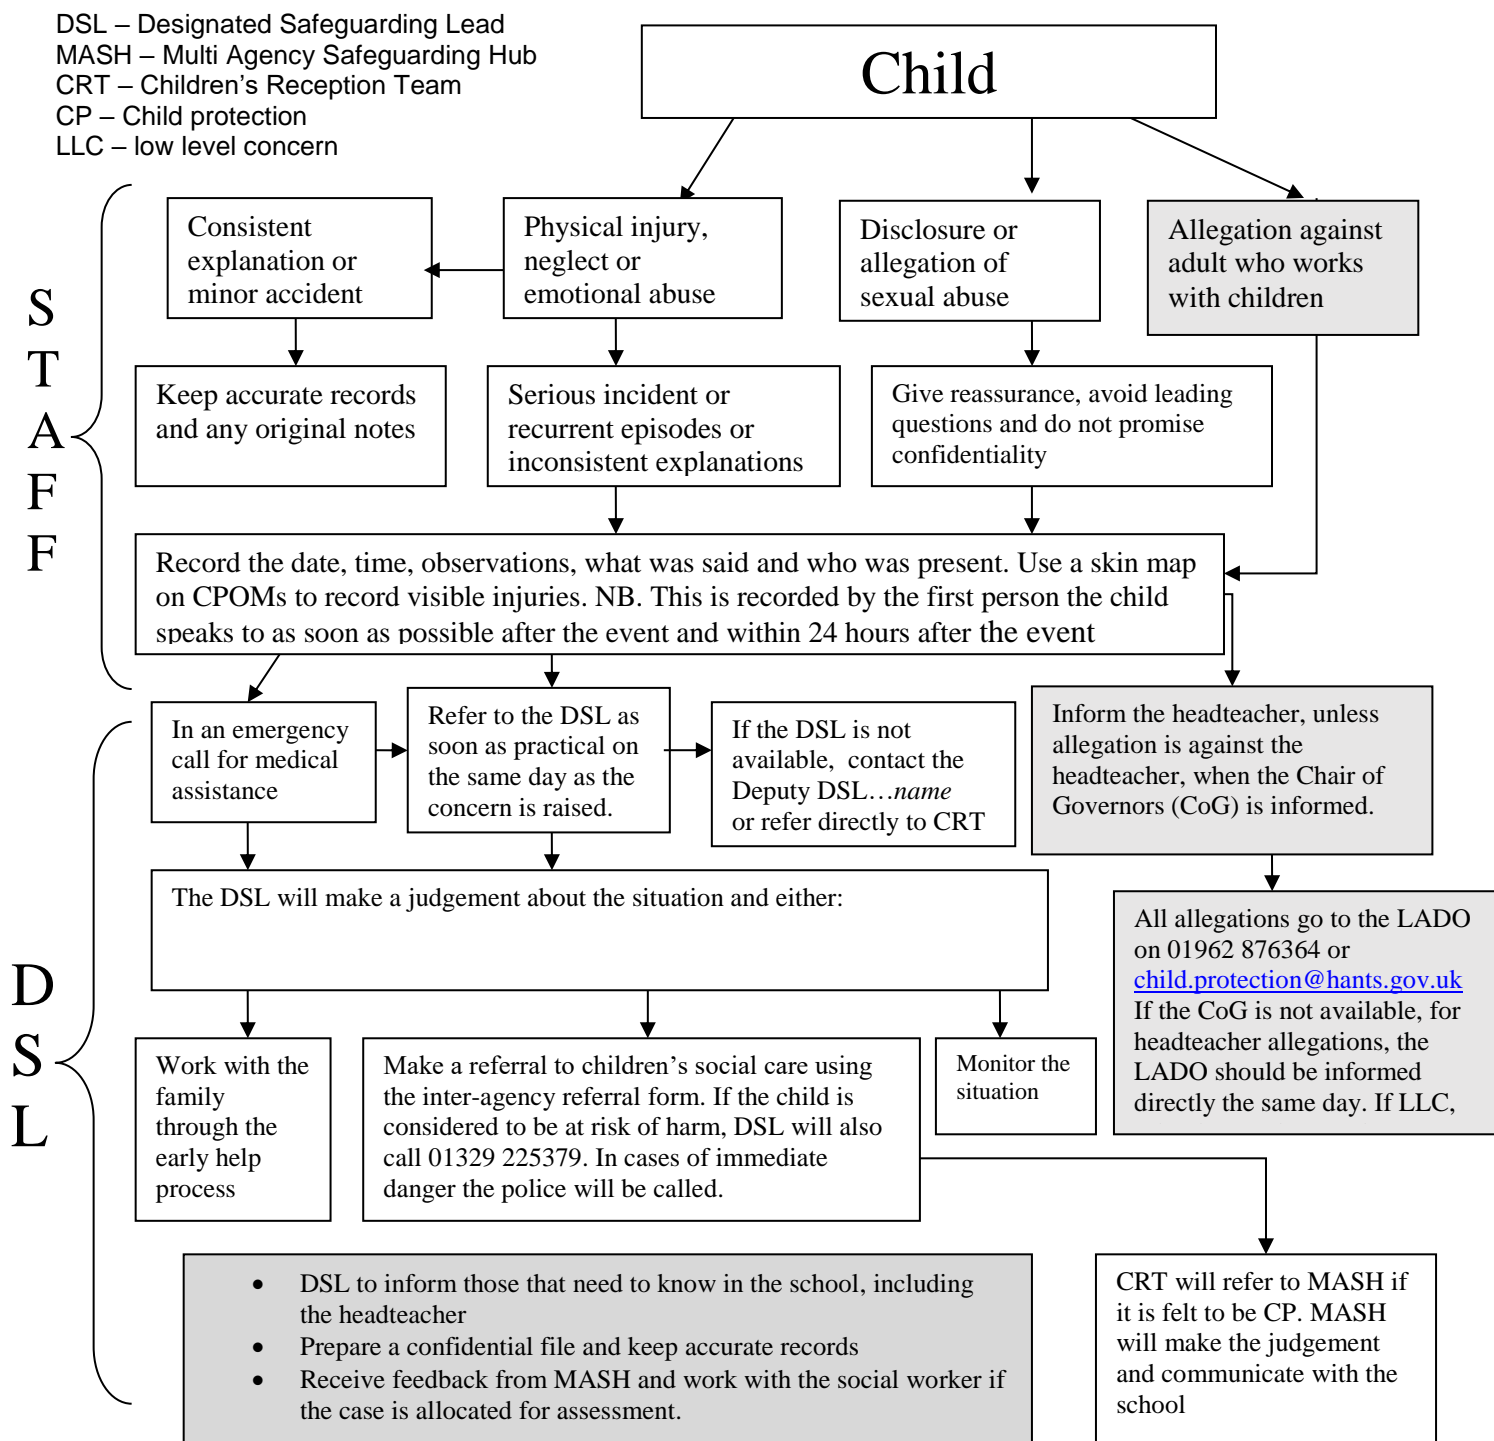 DSL – Designated Safeguarding Lead
MASH – Multi Agency Safeguarding Hub
CRT – Children's Reception Team
CP – Child protection
LLC – low level concern
Child
S
T
A
F
F
Consistent
explanation or
minor accident
Physical injury,
neglect or
emotional abuse
Disclosure or
allegation of
sexual abuse
Allegation against
adult who works
with children
Keep accurate records
and any original notes
Serious incident or
recurrent episodes or
inconsistent explanations
Give reassurance, avoid leading
questions and do not promise
confidentiality
Record the date, time, observations, what was said and who was present. Use a skin map
on CPOMs to record visible injuries. NB. This is recorded by the first person the child
speaks to as soon as possible after the event and within 24 hours after the event
D
S
L
In an emergency
call for medical
assistance
Refer to the DSL as
soon as practical on
the same day as the
concern is raised.
If the DSL is not
available,  contact the
Deputy DSL…name
or refer directly to CRT
Inform the headteacher, unless
allegation is against the
headteacher, when the Chair of
Governors (CoG) is informed.
The DSL will make a judgement about the situation and either:
All allegations go to the LADO
on 01962 876364 or
child.protection@hants.gov.uk
If the CoG is not available, for
headteacher allegations, the
LADO should be informed
directly the same day. If LLC,
Work with the
family
through the
early help
process
Make a referral to children's social care using
the inter-agency referral form. If the child is
considered to be at risk of harm, DSL will also
call 01329 225379. In cases of immediate
danger the police will be called.
Monitor the
situation
• DSL to inform those that need to know in the school, including
the headteacher
• Prepare a confidential file and keep accurate records
• Receive feedback from MASH and work with the social worker if
the case is allocated for assessment.
CRT will refer to MASH if
it is felt to be CP. MASH
will make the judgement
and communicate with the
school